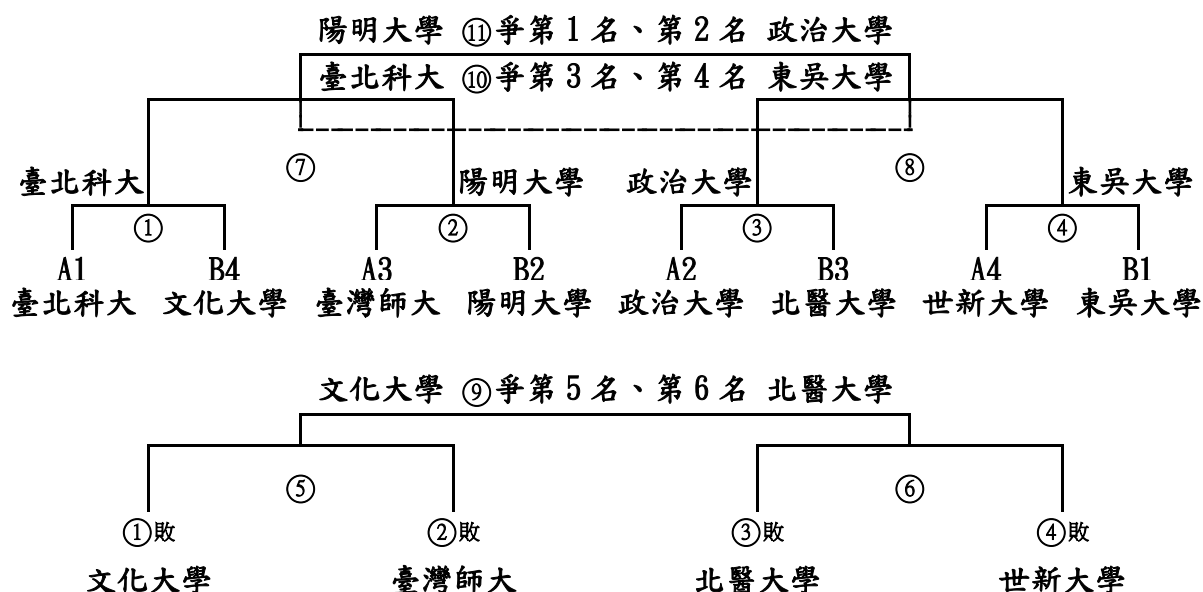 陽明大學 ⑪爭第1名、第2名 政治大學
臺北科大 ⑩爭第3名、第4名 東吳大學
⑦ ⑧
臺北科大 陽明大學 政治大學 東吳大學
① ② ③ ④
A1 B4 A3 B2 A2 B3 A4 B1
臺北科大 文化大學 臺灣師大 陽明大學 政治大學 北醫大學 世新大學 東吳大學
文化大學 ⑨爭第5名、第6名 北醫大學
⑤ ⑥
①敗 ②敗 ③敗 ④敗
文化大學 臺灣師大 北醫大學 世新大學